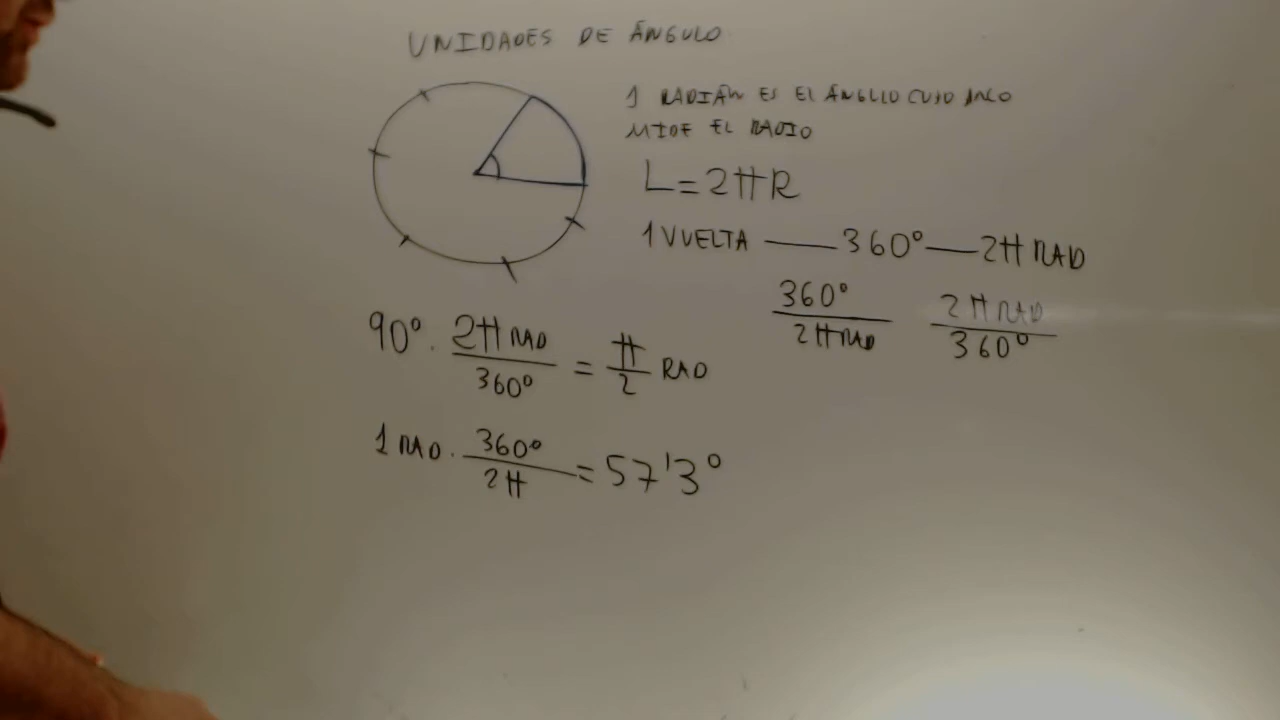 UNIDADES DE ÁNGULO
1 RADIÁN ES EL ÁNGULO CUYO ARCO
MIDE EL RADIO
L=2πR
1 VUELTA — 360° — 2π RAD
360°/2π RAD 2π RAD/360°
90° · 2π RAD/360° = π/2 RAD
1 RAD · 360°/2π = 57'3°